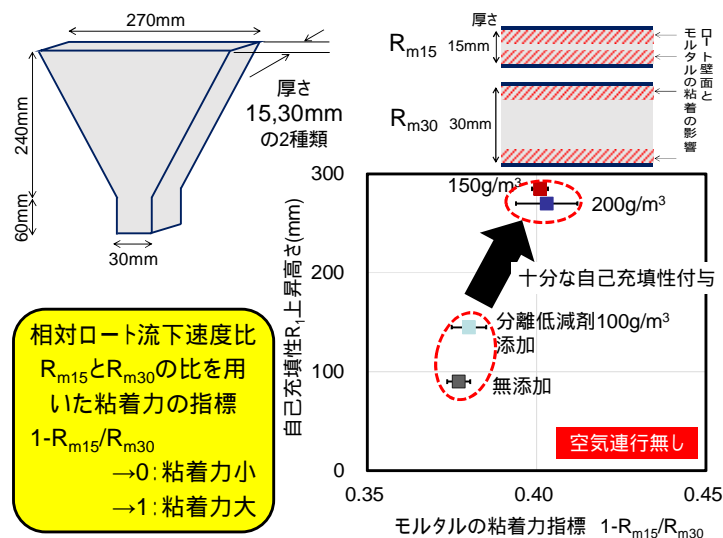 270mm
240mm
60mm
30mm
厚さ
15,30mm
の2種類
厚さ
Rm15 15mm
Rm30 30mm
ロート壁面と
モルタルの粘着の影響
相対ロート流下速度比
Rm15とRm30の比を用
いた粘着力の指標
1-Rm15/Rm30
→0:粘着力小
→1:粘着力大
自己充填性R1上昇高さ(mm)
300
200
100
0
150g/m³
200g/m³
十分な自己充填性付与
分離低減剤100g/m³
添加
無添加
空気連行無し
0.35
0.40
0.45
モルタルの粘着力指標 1-Rm15/Rm30